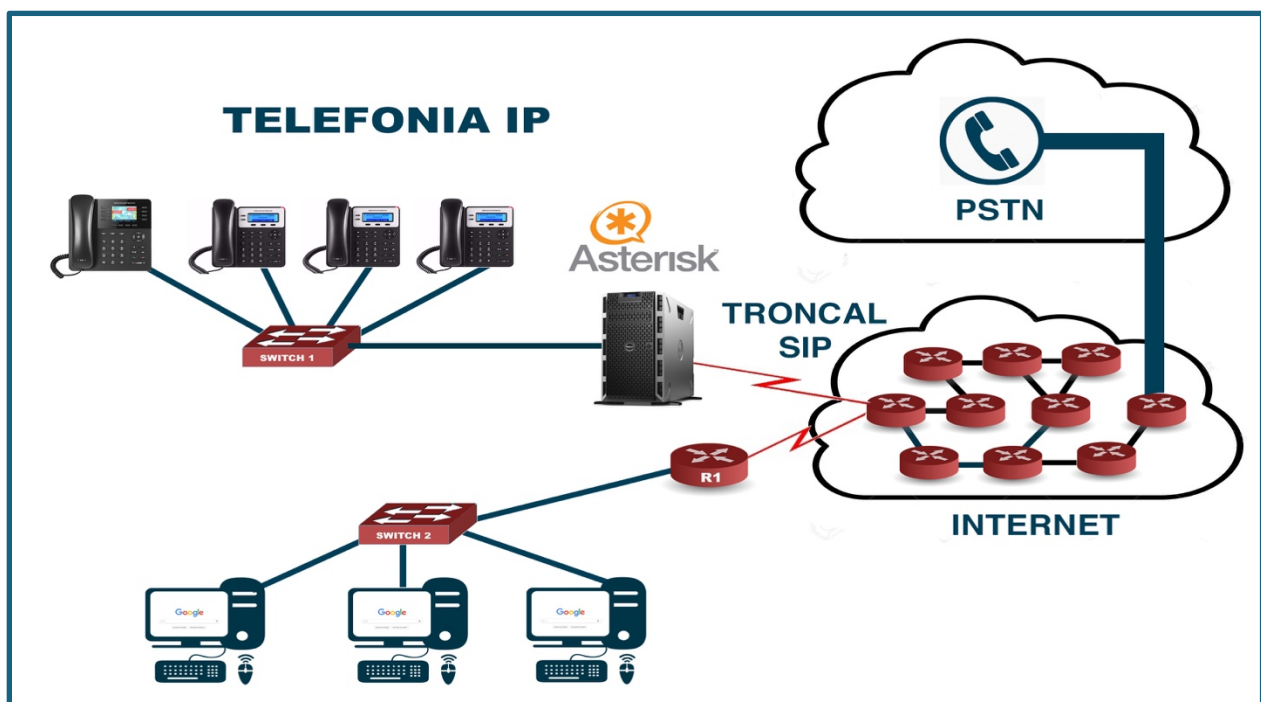 TELEFONIA IP
PSTN
Asterisk
TRONCAL
SIP
SWITCH 1
R1
INTERNET
SWITCH 2
Google
Google
Google